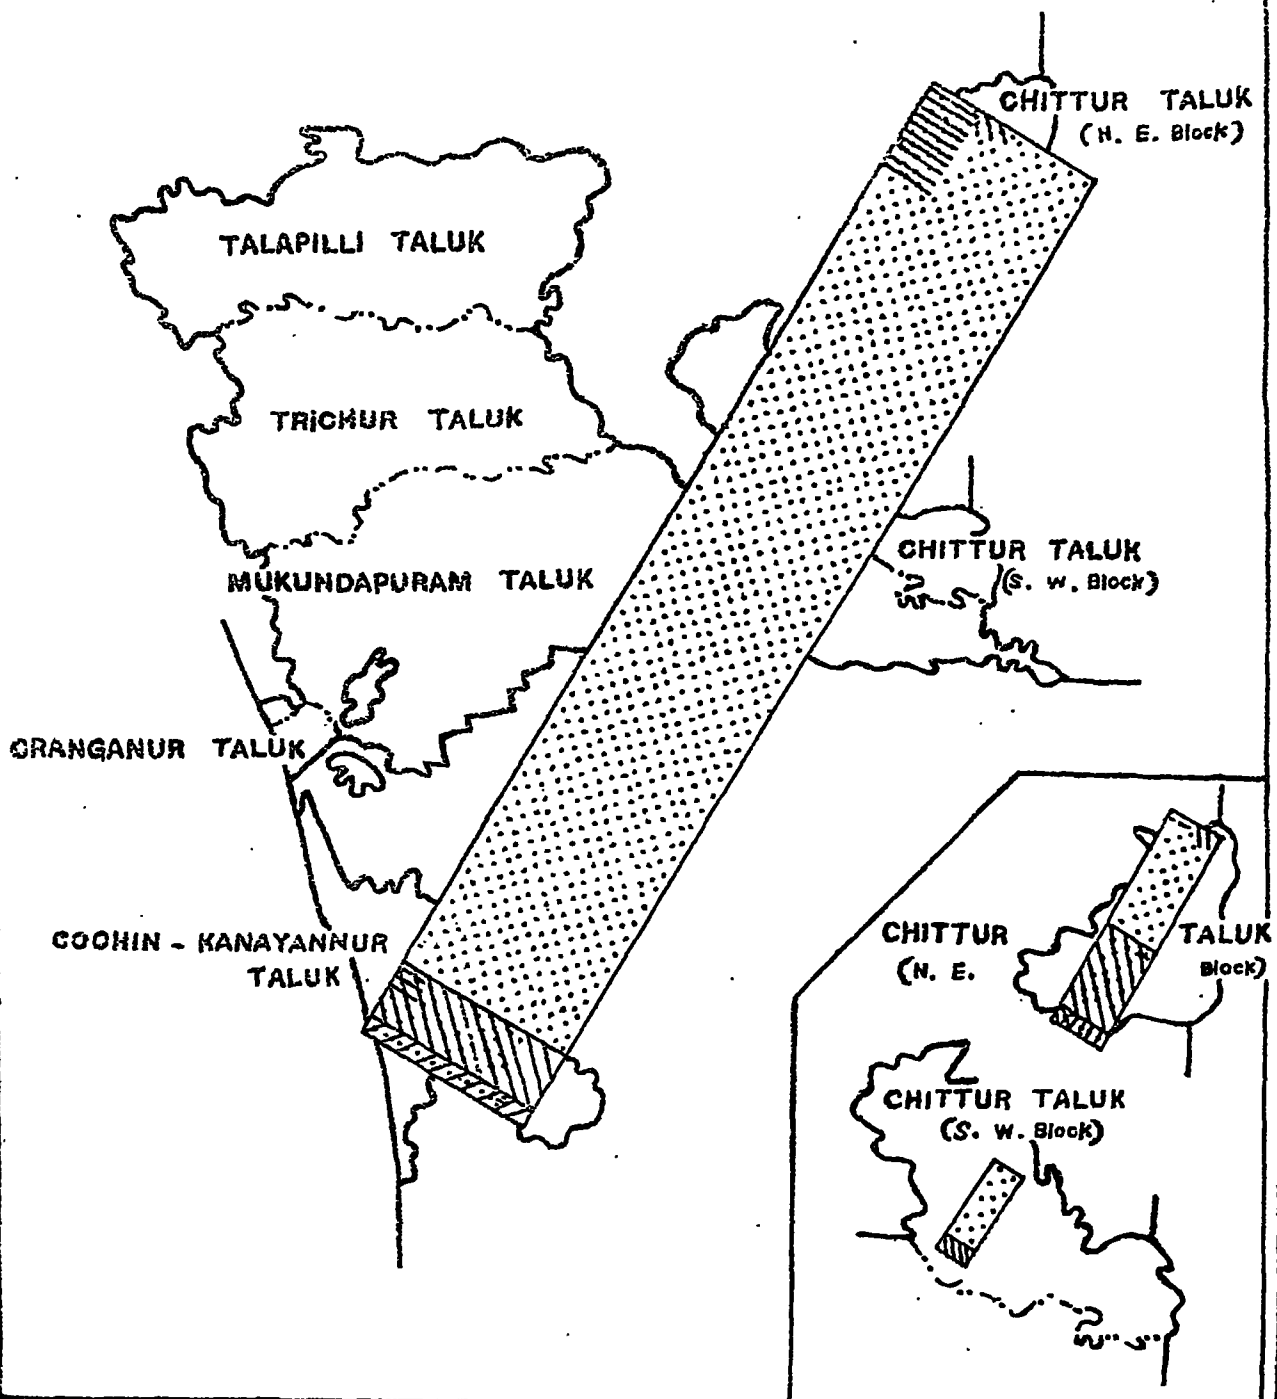 CHITTUR TALUK
(N. E. Block)
TALAPILLI TALUK
TRICHUR TALUK
CHITTUR TALUK
(S. W. Block)
MUKUNDAPURAM TALUK
CRANGANUR TALUK
COCHIN - KANAYANNUR
TALUK
CHITTUR TALUK
(N. E. Block)
CHITTUR TALUK
(S. W. Block)